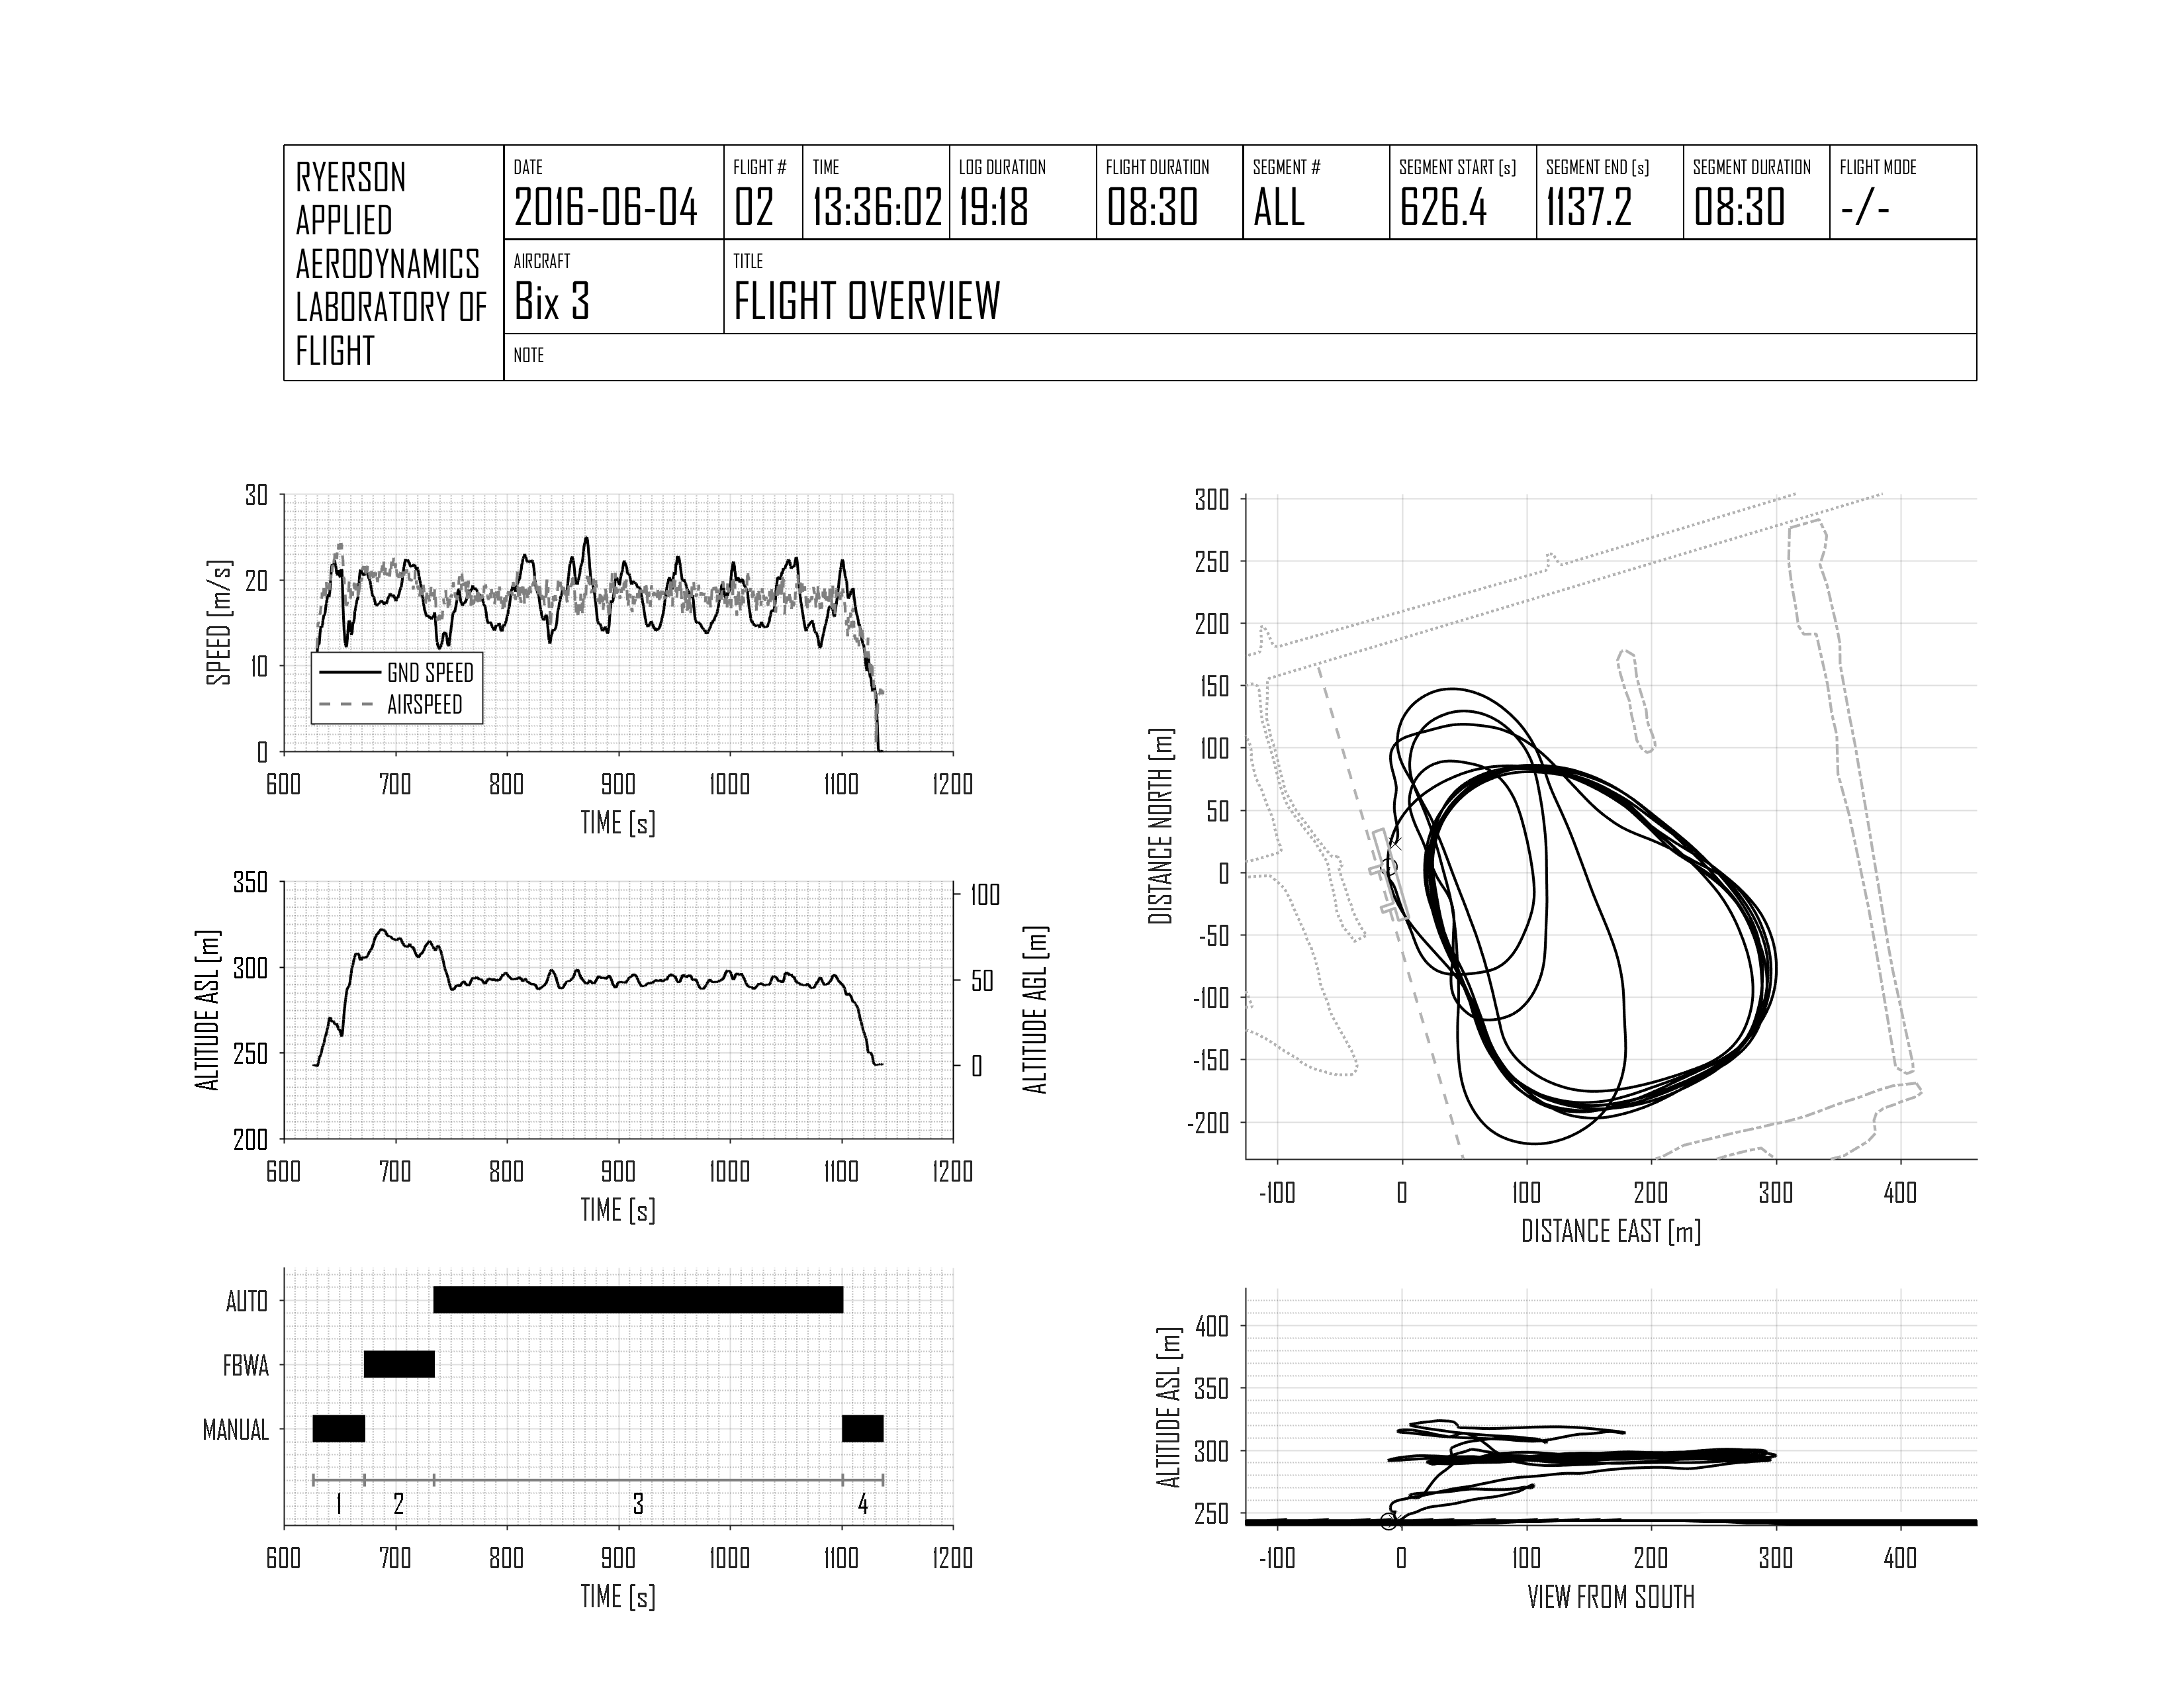 RYERSON
APPLIED
AERODYNAMICS
LABORATORY OF
FLIGHT
DATE
2016-06-04
FLIGHT #
02
TIME
13:36:02
LOG DURATION
19:18
FLIGHT DURATION
08:30
SEGMENT #
ALL
SEGMENT START [s]
626.4
SEGMENT END [s]
1137.2
SEGMENT DURATION
08:30
FLIGHT MODE
-/-
AIRCRAFT
Bix 3
TITLE
FLIGHT OVERVIEW
NOTE
SPEED [m/s]
30
20
10
0
GND SPEED
AIRSPEED
600 700 800 900 1000 1100 1200
TIME [s]
ALTITUDE ASL [m]
350
300
250
200
100
50
0
ALTITUDE AGL [m]
600 700 800 900 1000 1100 1200
TIME [s]
AUTO
FBWA
MANUAL
1 2 3 4
600 700 800 900 1000 1100 1200
TIME [s]
DISTANCE NORTH [m]
300
250
200
150
100
50
0
-50
-100
-150
-200
-100 0 100 200 300 400
DISTANCE EAST [m]
ALTITUDE ASL [m]
400
350
300
250
-100 0 100 200 300 400
VIEW FROM SOUTH